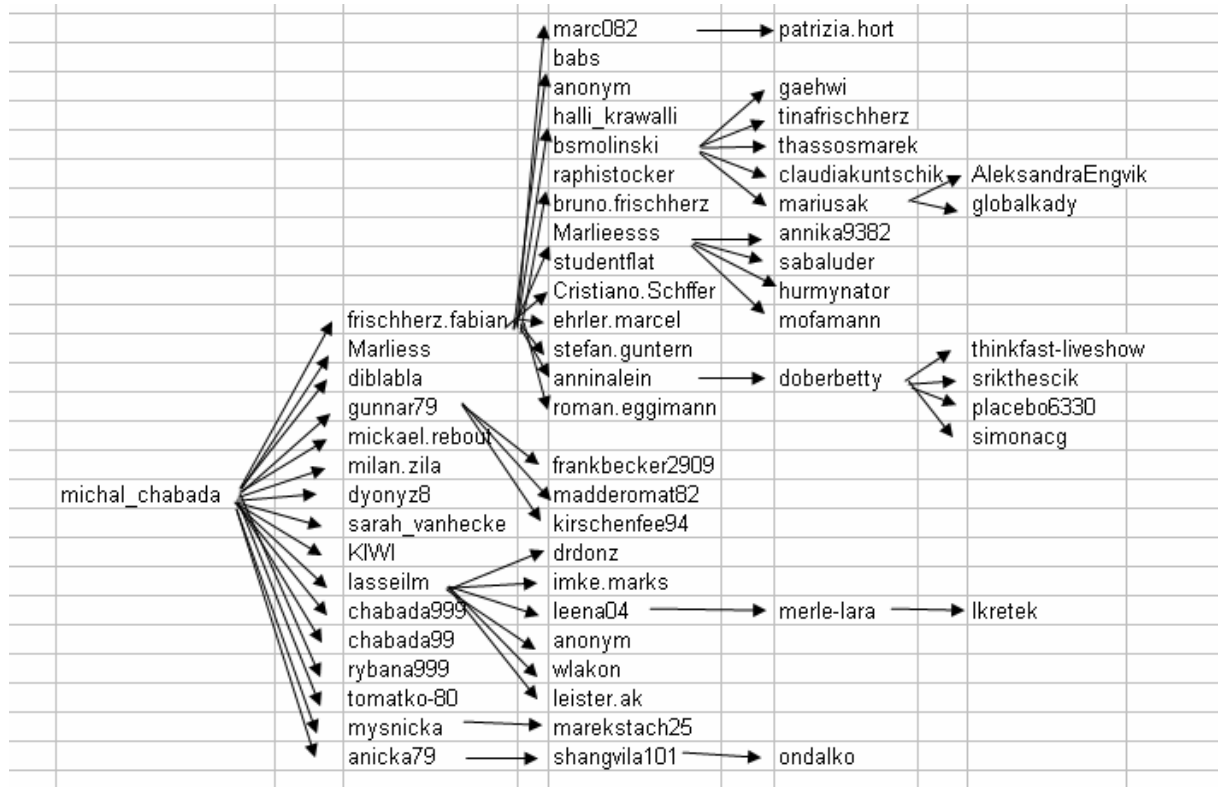 marc082 patrizia.hort
babs
anonym gaehwi
halli_krawalli tinafrischherz
bsmolinski thassosmarek
raphistocker claudiakuntschik AleksandraEngvik
bruno.frischherz mariusak globalkady
Marlieesss annika9382
studentflat sabaluder
Cristiano.Schffer hurmynator
frischherz.fabian ehrler.marcel mofamann
Marliess stefan.guntern thinkfast-liveshow
diblabla anninalein doberbetty srikthescik
gunnar79 roman.eggimann placebo6330
mickael.rebout simonacg
milan.zila frankbecker2909
michal_chabada dyonyz8 madderomat82
sarah_vanhecke kirschenfee94
KIWI drdonz
lasseilm imke.marks
chabada999 leena04 merle-lara lkretek
chabada99 anonym
rybana999 wlakon
tomatko-80 leister.ak
mysnicka marekstach25
anicka79 shangvila101 ondalko